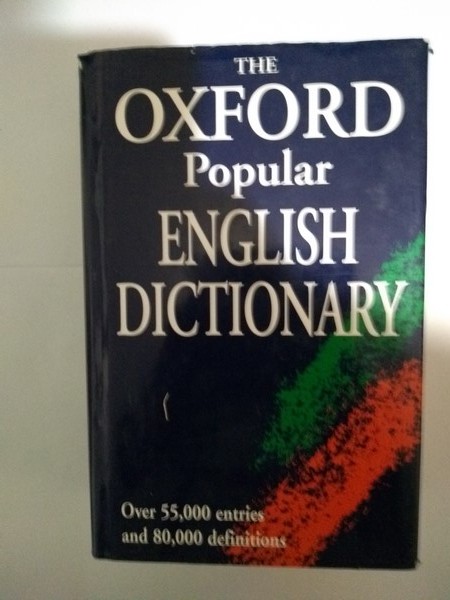 THE
OXFORD
Popular
ENGLISH
DICTIONARY
Over 55,000 entries
and 80,000 definitions